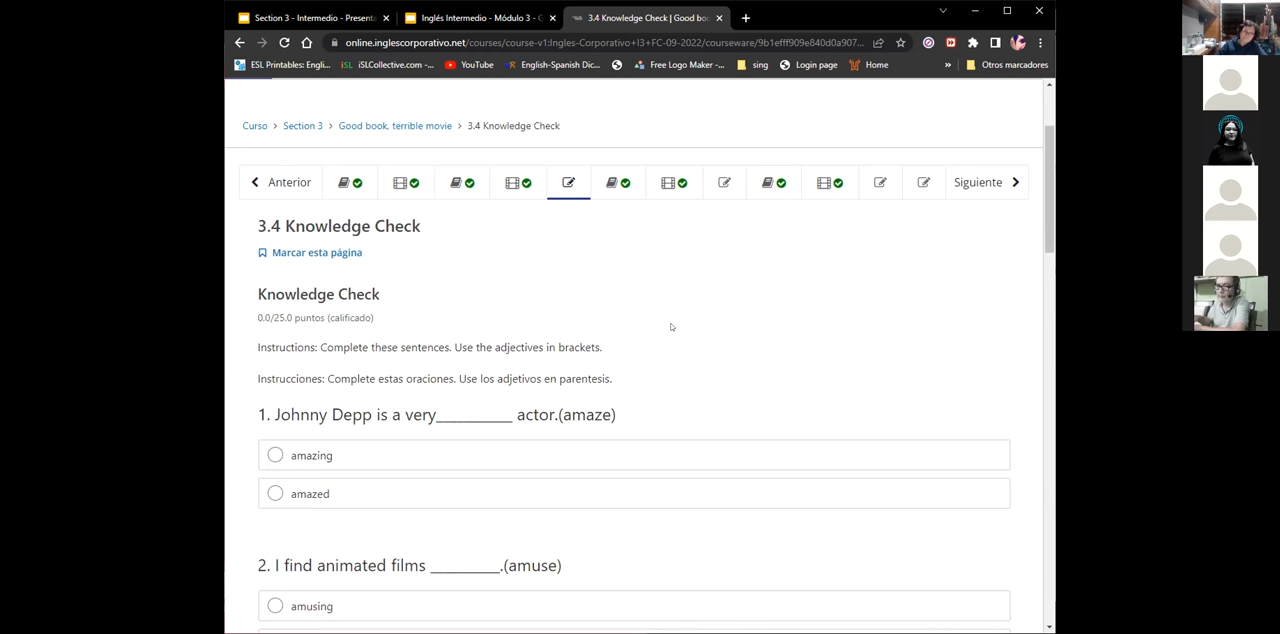 Section 3 - Intermedio - Presenta
Inglés Intermedio - Módulo 3 - G
3.4 Knowledge Check | Good bo
online.inglescorporativo.net/courses/course-v1:Ingles-Corporativo+I3+FC-09-2022/courseware/9b1efff909e840d0a907...
ESL Printables: Engli...
iSLCollective.com -...
YouTube
English-Spanish Dic...
Free Logo Maker -...
sing
Login page
Home
»
Otros marcadores
Curso > Section 3 > Good book, terrible movie > 3.4 Knowledge Check
Anterior
Siguiente
3.4 Knowledge Check
Marcar esta página
Knowledge Check
0.0/25.0 puntos (calificado)
Instructions: Complete these sentences. Use the adjectives in brackets.
Instrucciones: Complete estas oraciones. Use los adjetivos en parentesis.
1. Johnny Depp is a very__________ actor.(amaze)
amazing
amazed
2. I find animated films _________.(amuse)
amusing